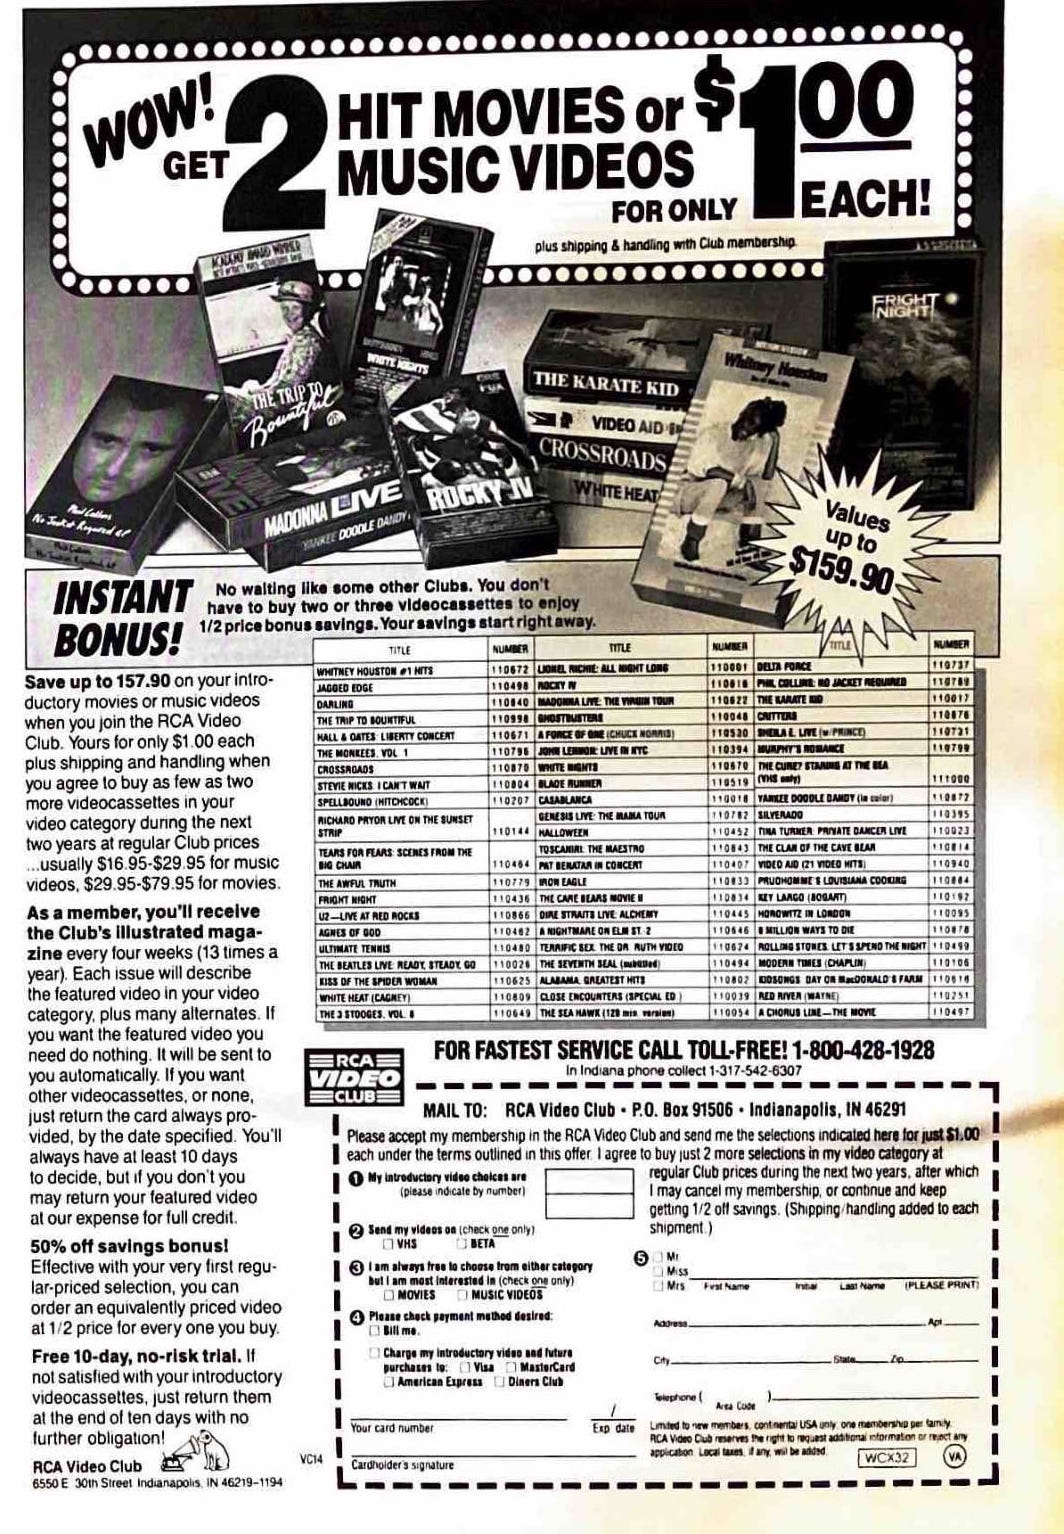 WOW!
GET 2 HIT MOVIES or
MUSIC VIDEOS
FOR ONLY $1.00 EACH!
plus shipping & handling with Club membership.
ACADEMY AWARD WINNER
THE TRIP TO
Bountiful
WHITE NIGHTS
FRIGHT
NIGHT
THE KARATE KID
VIDEO AID
CROSSROADS
WHITE HEAT
Whitney Houston
Phil Collins
No Jacket Required
MADONNA LIVE
YANKEE DOODLE DANDY
ROCKY IV
Values
up to
$159.90
INSTANT
BONUS!
No waiting like some other Clubs. You don't
have to buy two or three videocassettes to enjoy
1/2 price bonus savings. Your savings start right away.
Save up to 157.90 on your intro-
ductory movies or music videos
when you join the RCA Video
Club. Yours for only $1.00 each
plus shipping and handling when
you agree to buy as few as two
more videocassettes in your
video category during the next
two years at regular Club prices
...usually $16.95-$29.95 for music
videos, $29.95-$79.95 for movies.
As a member, you'll receive
the Club's illustrated maga-
zine every four weeks (13 times a
year). Each issue will describe
the featured video in your video
category, plus many alternates. If
you want the featured video you
need do nothing. It will be sent to
you automatically. If you want
other videocassettes, or none,
just return the card always pro-
vided, by the date specified. You'll
always have at least 10 days
to decide, but if you don't you
may return your featured video
at our expense for full credit.
50% off savings bonus!
Effective with your very first regu-
lar-priced selection, you can
order an equivalently priced video
at 1/2 price for every one you buy.
Free 10-day, no-risk trial. If
not satisfied with your introductory
videocassettes, just return them
at the end of ten days with no
further obligation!
RCA Video Club
6550 E 30th Street Indianapolis, IN 46219-1194
TITLE NUMBER
WHITNEY HOUSTON #1 HITS 110672
JAGGED EDGE 110498
DARLING 110840
THE TRIP TO BOUNTIFUL 110998
HALL & OATES: LIBERTY CONCERT 110671
THE MONKEES, VOL. 1 110796
CROSSROADS 110870
STEVIE NICKS: I CAN'T WAIT 110804
SPELLBOUND (HITCHCOCK) 110207
RICHARD PRYOR LIVE ON THE SUNSET
STRIP 110144
TEARS FOR FEARS: SCENES FROM THE
BIG CHAIR 110464
THE AWFUL TRUTH 110779
FRIGHT NIGHT 110436
U2—LIVE AT RED ROCKS 110866
AGNES OF GOD 110462
ULTIMATE TENNIS 110480
THE BEATLES LIVE: READY, STEADY, GO 110026
KISS OF THE SPIDER WOMAN 110625
WHITE HEAT (CAGNEY) 110809
THE 3 STOOGES, VOL. 8 110649
TITLE NUMBER
LIONEL RICHIE: ALL NIGHT LONG 110001
ROCKY IV 110616
MADONNA LIVE: THE VIRGIN TOUR 110622
GHOSTBUSTERS 110048
A FORCE OF ONE (CHUCK NORRIS) 110530
JOHN LENNON: LIVE IN NYC 110394
WHITE NIGHTS 110670
BLADE RUNNER 110519
CASABLANCA 110018
GENESIS LIVE: THE MAMA TOUR 110782
HALLOWEEN 110452
TOSCANINI: THE MAESTRO 110843
PAT BENATAR IN CONCERT 110407
IRON EAGLE 110833
THE CARE BEARS MOVIE II 110834
DIRE STRAITS LIVE: ALCHEMY 110445
A NIGHTMARE ON ELM ST. 2 110646
TERRIFIC SEX: THE DR. RUTH VIDEO 110624
THE SEVENTH SEAL (subtitled) 110494
ALABAMA: GREATEST HITS 110802
CLOSE ENCOUNTERS (SPECIAL ED.) 110039
THE SEA HAWK (128 min. version) 110054
TITLE NUMBER
DELTA FORCE 110737
PHIL COLLINS: NO JACKET REQUIRED 110789
THE KARATE KID 110017
CRITTERS 110876
SHEILA E. LIVE (w/PRINCE) 110731
MURPHY'S ROMANCE 110799
THE CURE? STARING AT THE SEA
(VHS only) 111000
YANKEE DOODLE DANDY (in color) 110872
SILVERADO 110395
TINA TURNER: PRIVATE DANCER LIVE 110023
THE CLAN OF THE CAVE BEAR 110814
VIDEO AID (21 VIDEO HITS) 110940
PRUDHOMME'S LOUISIANA COOKING 110884
KEY LARGO (BOGART) 110192
HOROWITZ IN LONDON 110095
8 MILLION WAYS TO DIE 110878
ROLLING STONES: LET'S SPEND THE NIGHT 110499
MODERN TIMES (CHAPLIN) 110106
KIDSONGS: DAY ON MacDONALD'S FARM 110618
RED RIVER (WAYNE) 110251
A CHORUS LINE—THE MOVIE 110497
RCA
VIDEO
CLUB
FOR FASTEST SERVICE CALL TOLL-FREE! 1-800-428-1928
In Indiana phone collect 1-317-542-6307
MAIL TO: RCA Video Club • P.O. Box 91506 • Indianapolis, IN 46291
Please accept my membership in the RCA Video Club and send me the selections indicated here for just $1.00
each under the terms outlined in this offer. I agree to buy just 2 more selections in my video category at
regular Club prices during the next two years, after which
I may cancel my membership, or continue and keep
getting 1/2 off savings. (Shipping/handling added to each
shipment.)
1 My introductory video choices are
(please indicate by number)
2 Send my videos on (check one only)
VHS BETA
3 I am always free to choose from either category
but I am most interested in (check one only)
MOVIES MUSIC VIDEOS
4 Please check payment method desired:
Bill me.
Charge my introductory video and future
purchases to: Visa MasterCard
American Express Diners Club
/
Your card number Exp date
Cardholder's signature
VC14
5 Mr
Miss
Mrs First Name Initial Last Name (PLEASE PRINT)
Address Apt
City State Zip
Telephone ( )
Area Code
Limited to new members, continental USA only, one membership per family.
RCA Video Club reserves the right to request additional information or reject any
application. Local taxes, if any, will be added.
WCX32 VA